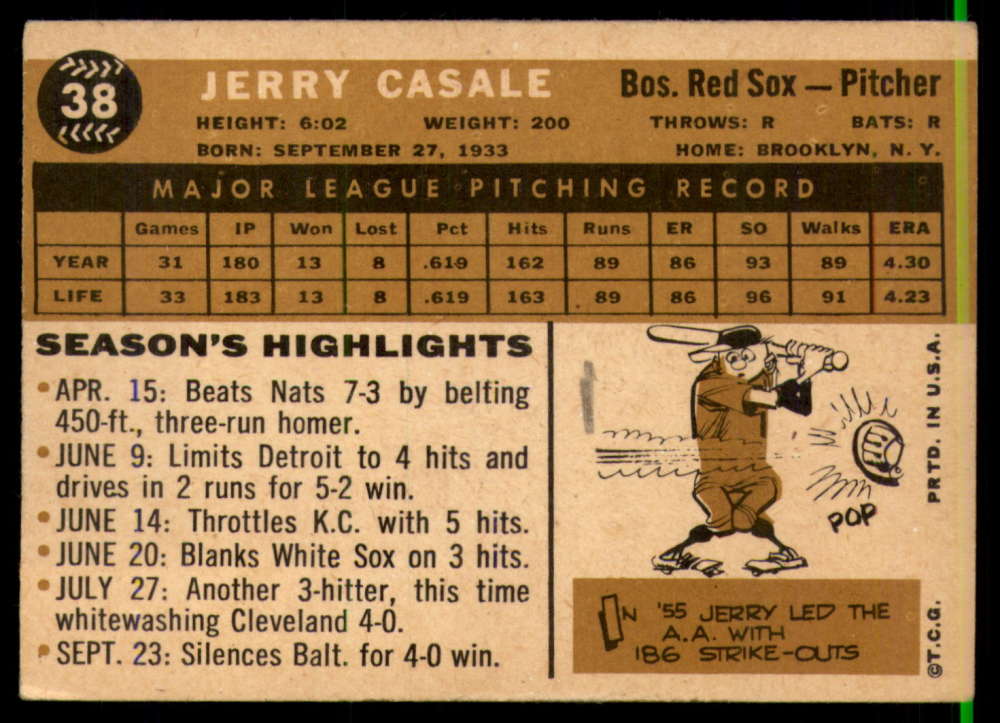 38
JERRY CASALE
Bos. Red Sox — Pitcher
HEIGHT: 6:02 WEIGHT: 200 THROWS: R BATS: R
BORN: SEPTEMBER 27, 1933 HOME: BROOKLYN, N. Y.
MAJOR LEAGUE PITCHING RECORD
Games IP Won Lost Pct Hits Runs ER SO Walks ERA
YEAR 31 180 13 8 .619 162 89 86 93 89 4.30
LIFE 33 183 13 8 .619 163 89 86 96 91 4.23
SEASON'S HIGHLIGHTS
• APR. 15: Beats Nats 7-3 by belting
450-ft., three-run homer.
• JUNE 9: Limits Detroit to 4 hits and
drives in 2 runs for 5-2 win.
• JUNE 14: Throttles K.C. with 5 hits.
• JUNE 20: Blanks White Sox on 3 hits.
• JULY 27: Another 3-hitter, this time
whitewashing Cleveland 4-0.
• SEPT. 23: Silences Balt. for 4-0 win.
POP
IN '55 JERRY LED THE
A.A. WITH
186 STRIKE-OUTS
©T.C.G. PRTD. IN U.S.A.